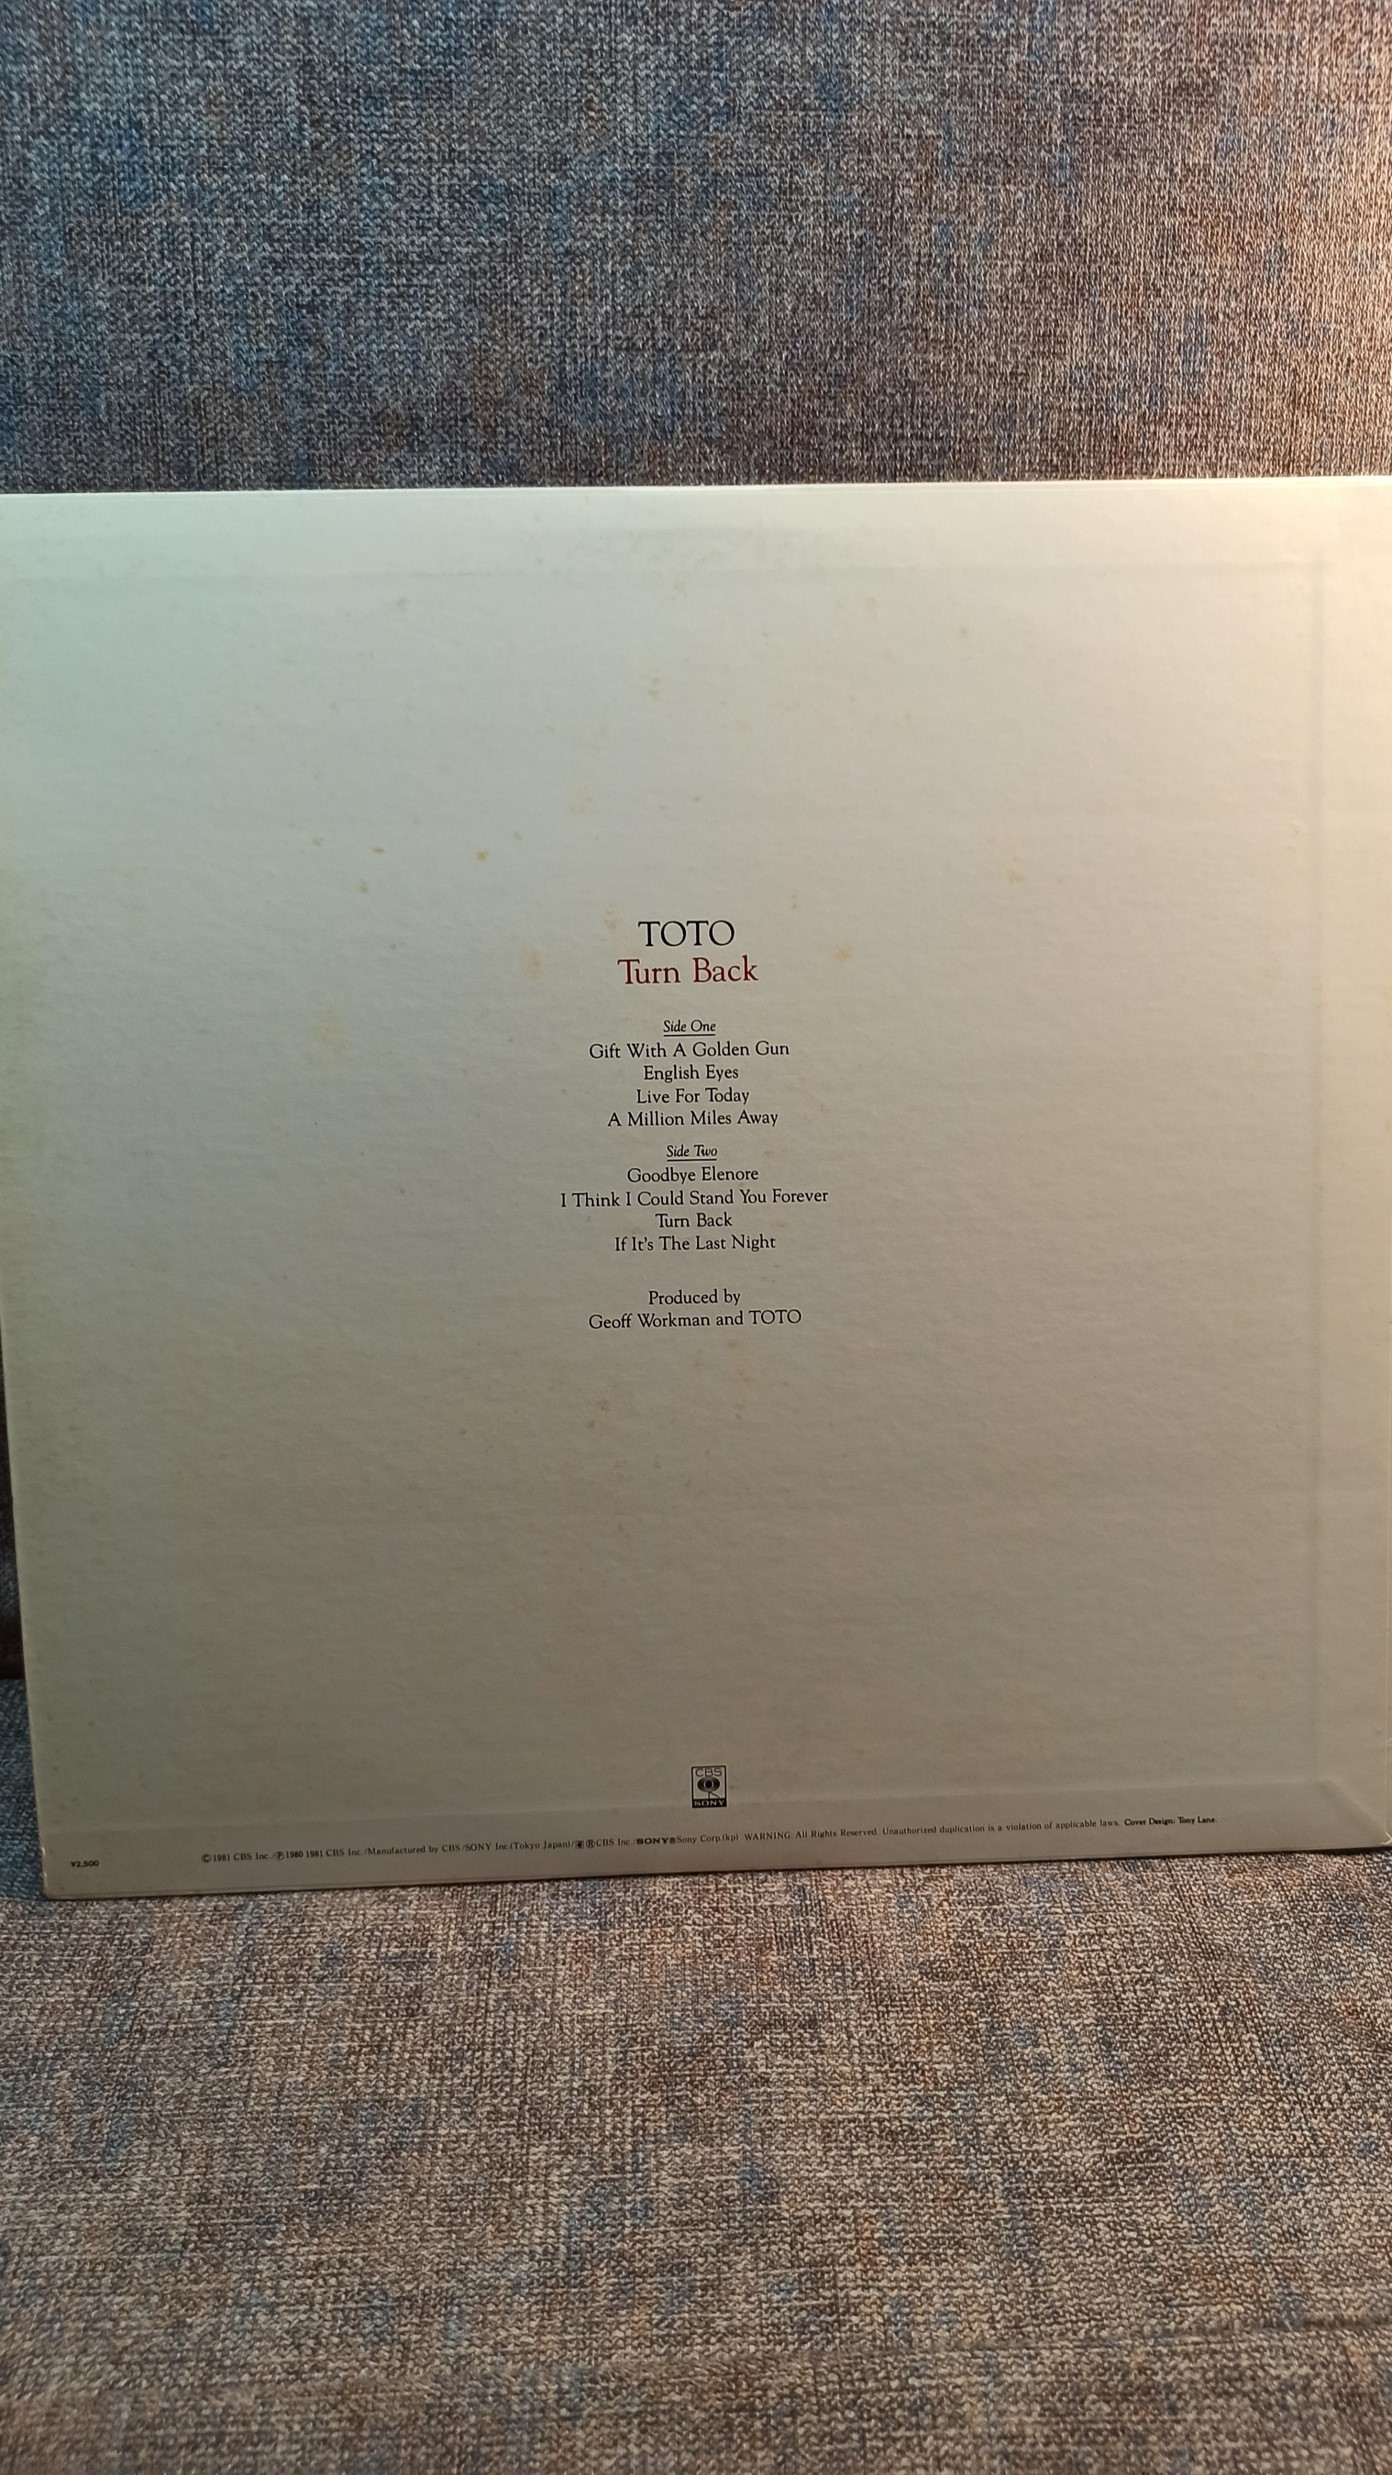 TOTO
Turn Back
Side One
Gift With A Golden Gun
English Eyes
Live For Today
A Million Miles Away
Side Two
Goodbye Elenore
I Think I Could Stand You Forever
Turn Back
If It's The Last Night
Produced by
Geoff Workman and TOTO
CBS
SONY
¥2,500
Ⓒ1981 CBS Inc./Ⓟ1980 1981 CBS Inc./Manufactured by CBS/SONY Inc.(Tokyo Japan)/ ⓇCBS Inc./SONY®Sony Corp.(kp) WARNING: All Rights Reserved. Unauthorized duplication is a violation of applicable laws. Cover Design: Tony Lane.